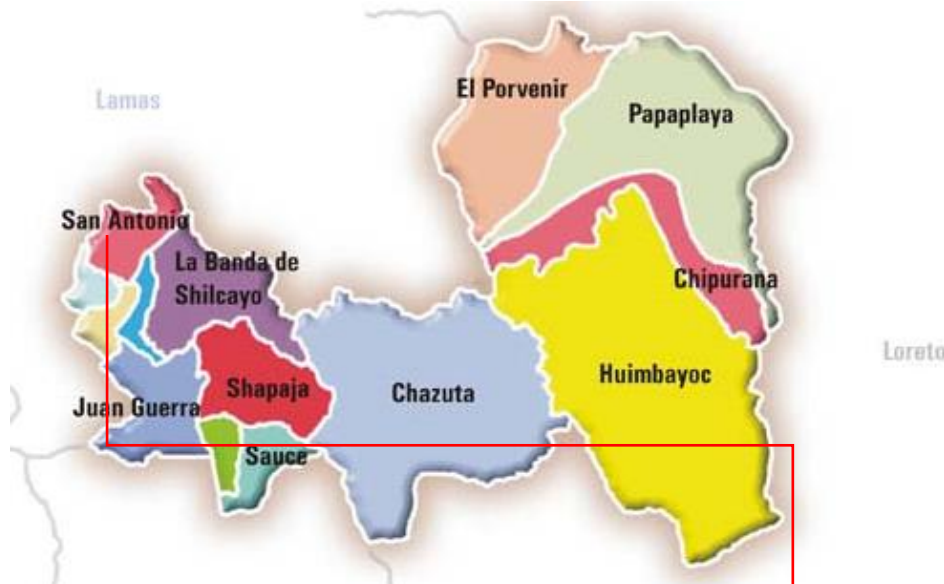 El Porvenir
Lamas
Papaplaya
San Antonio
La Banda de
Shilcayo
Chipurana
Loreto
Huimbayoc
Shapaja
Chazuta
Juan Guerra
Sauce